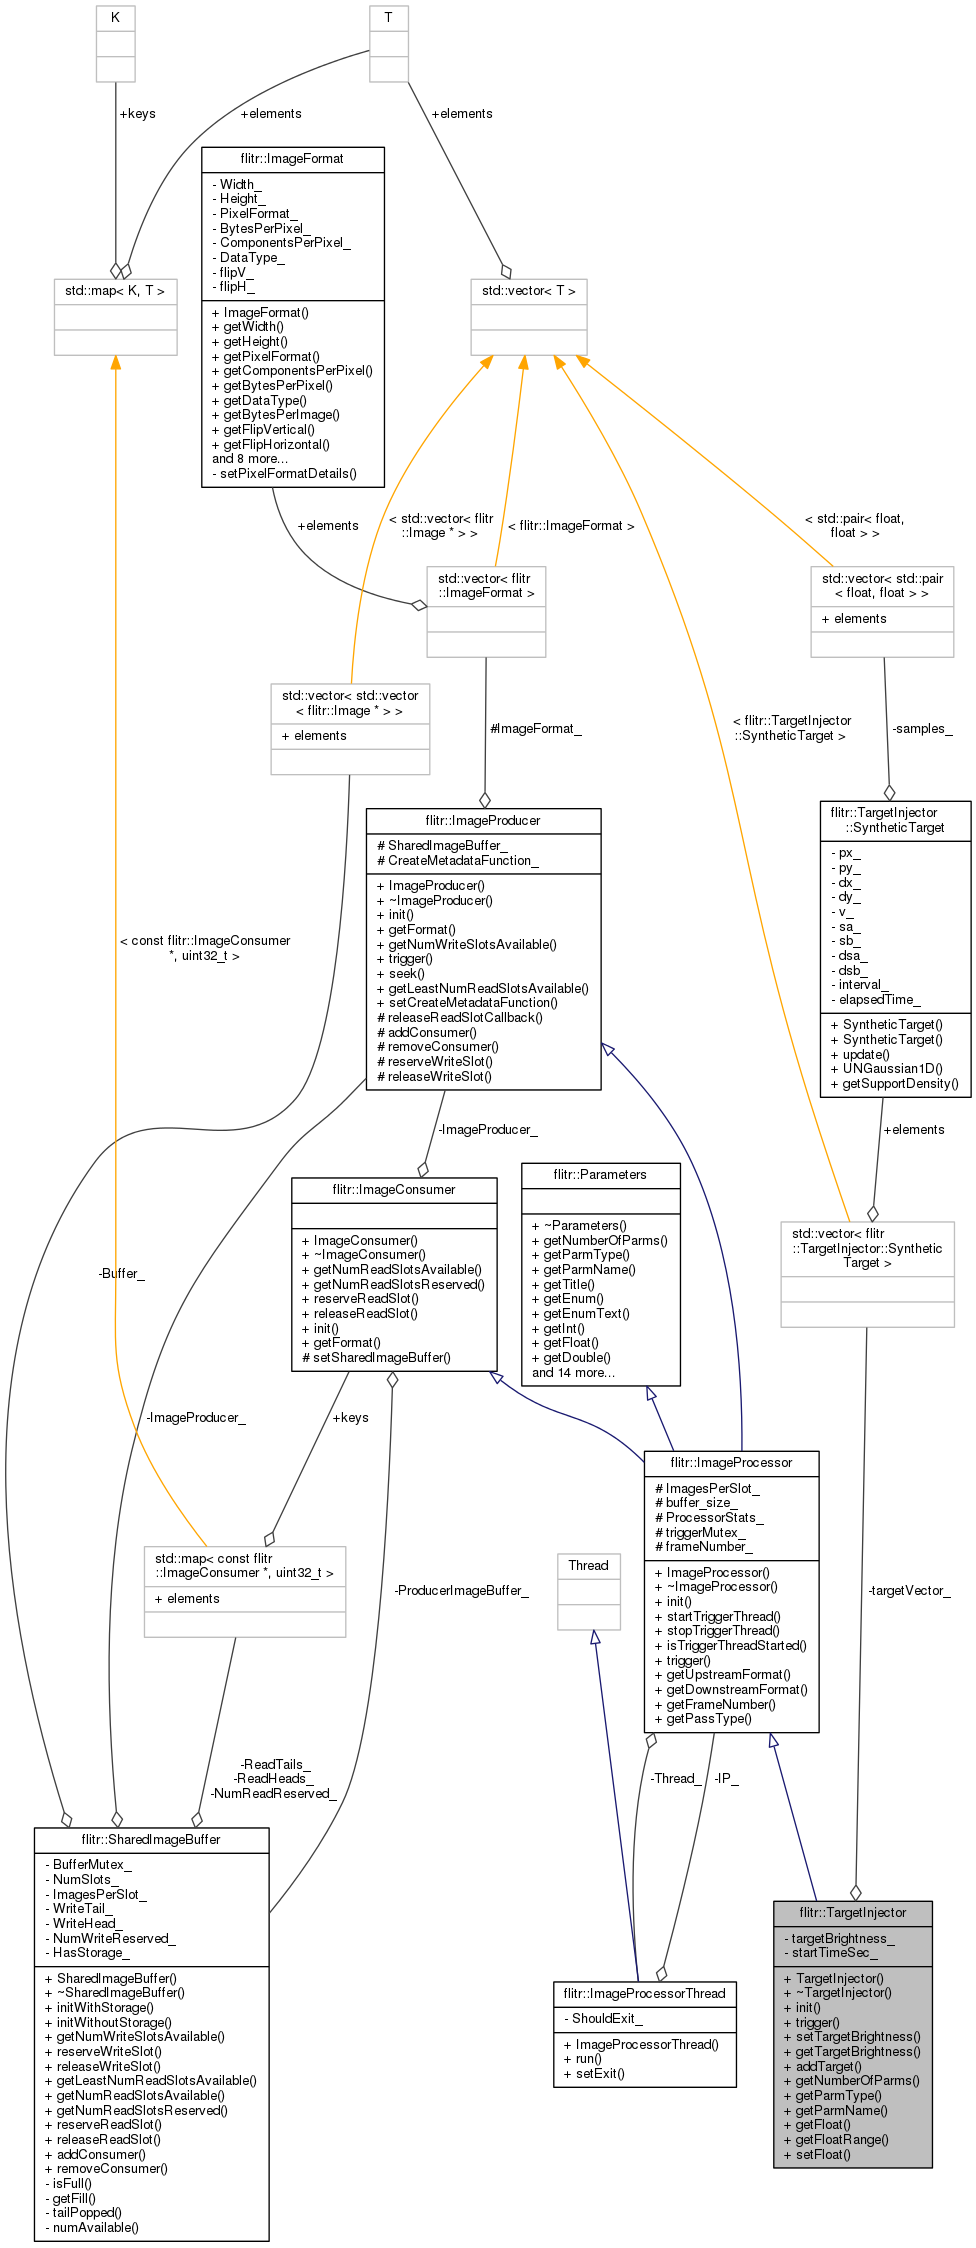 K
T
+keys
+elements
+elements
flitr::ImageFormat
- Width_
- Height_
- PixelFormat_
- BytesPerPixel_
- ComponentsPerPixel_
- DataType_
- flipV_
- flipH_
+ ImageFormat()
+ getWidth()
+ getHeight()
+ getPixelFormat()
+ getComponentsPerPixel()
+ getBytesPerPixel()
+ getDataType()
+ getBytesPerImage()
+ getFlipVertical()
+ getFlipHorizontal()
and 8 more...
- setPixelFormatDetails()
std::map< K, T >
std::vector< T >
+elements
< std::vector< flitr
::Image * > >
< flitr::ImageFormat >
< std::pair< float,
float > >
std::vector< flitr
::ImageFormat >
std::vector< std::pair
< float, float > >
+ elements
std::vector< std::vector
< flitr::Image * > >
+ elements
#ImageFormat_
< flitr::TargetInjector
::SyntheticTarget >
-samples_
flitr::ImageProducer
# SharedImageBuffer_
# CreateMetadataFunction_
+ ImageProducer()
+ ~ImageProducer()
+ init()
+ getFormat()
+ getNumWriteSlotsAvailable()
+ trigger()
+ seek()
+ getLeastNumReadSlotsAvailable()
+ setCreateMetadataFunction()
# releaseReadSlotCallback()
# addConsumer()
# removeConsumer()
# reserveWriteSlot()
# releaseWriteSlot()
flitr::TargetInjector
::SyntheticTarget
- px_
- py_
- dx_
- dy_
- v_
- sa_
- sb_
- dsa_
- dsb_
- interval_
- elapsedTime_
+ SyntheticTarget()
+ SyntheticTarget()
+ update()
+ UNGaussian1D()
+ getSupportDensity()
< const flitr::ImageConsumer
*, uint32_t >
-ImageProducer_
+elements
flitr::ImageConsumer
+ ImageConsumer()
+ ~ImageConsumer()
+ getNumReadSlotsAvailable()
+ getNumReadSlotsReserved()
+ reserveReadSlot()
+ releaseReadSlot()
+ init()
+ getFormat()
# setSharedImageBuffer()
flitr::Parameters
+ ~Parameters()
+ getNumberOfParms()
+ getParmType()
+ getParmName()
+ getTitle()
+ getEnum()
+ getEnumText()
+ getInt()
+ getFloat()
+ getDouble()
and 14 more...
std::vector< flitr
::TargetInjector::Synthetic
Target >
-Buffer_
-ImageProducer_
+keys
flitr::ImageProcessor
# ImagesPerSlot_
# buffer_size_
# ProcessorStats_
# triggerMutex_
# frameNumber_
+ ImageProcessor()
+ ~ImageProcessor()
+ init()
+ startTriggerThread()
+ stopTriggerThread()
+ isTriggerThreadStarted()
+ trigger()
+ getUpstreamFormat()
+ getDownstreamFormat()
+ getFrameNumber()
+ getPassType()
std::map< const flitr
::ImageConsumer *, uint32_t >
+ elements
Thread
-ProducerImageBuffer_
-targetVector_
-ReadTails_
-ReadHeads_
-NumReadReserved_
-Thread_
-IP_
flitr::SharedImageBuffer
- BufferMutex_
- NumSlots_
- ImagesPerSlot_
- WriteTail_
- WriteHead_
- NumWriteReserved_
- HasStorage_
+ SharedImageBuffer()
+ ~SharedImageBuffer()
+ initWithStorage()
+ initWithoutStorage()
+ getNumWriteSlotsAvailable()
+ reserveWriteSlot()
+ releaseWriteSlot()
+ getLeastNumReadSlotsAvailable()
+ getNumReadSlotsAvailable()
+ getNumReadSlotsReserved()
+ reserveReadSlot()
+ releaseReadSlot()
+ addConsumer()
+ removeConsumer()
- isFull()
- getFill()
- tailPopped()
- numAvailable()
flitr::ImageProcessorThread
- ShouldExit_
+ ImageProcessorThread()
+ run()
+ setExit()
flitr::TargetInjector
- targetBrightness_
- startTimeSec_
+ TargetInjector()
+ ~TargetInjector()
+ init()
+ trigger()
+ setTargetBrightness()
+ getTargetBrightness()
+ addTarget()
+ getNumberOfParms()
+ getParmType()
+ getParmName()
+ getFloat()
+ getFloatRange()
+ setFloat()